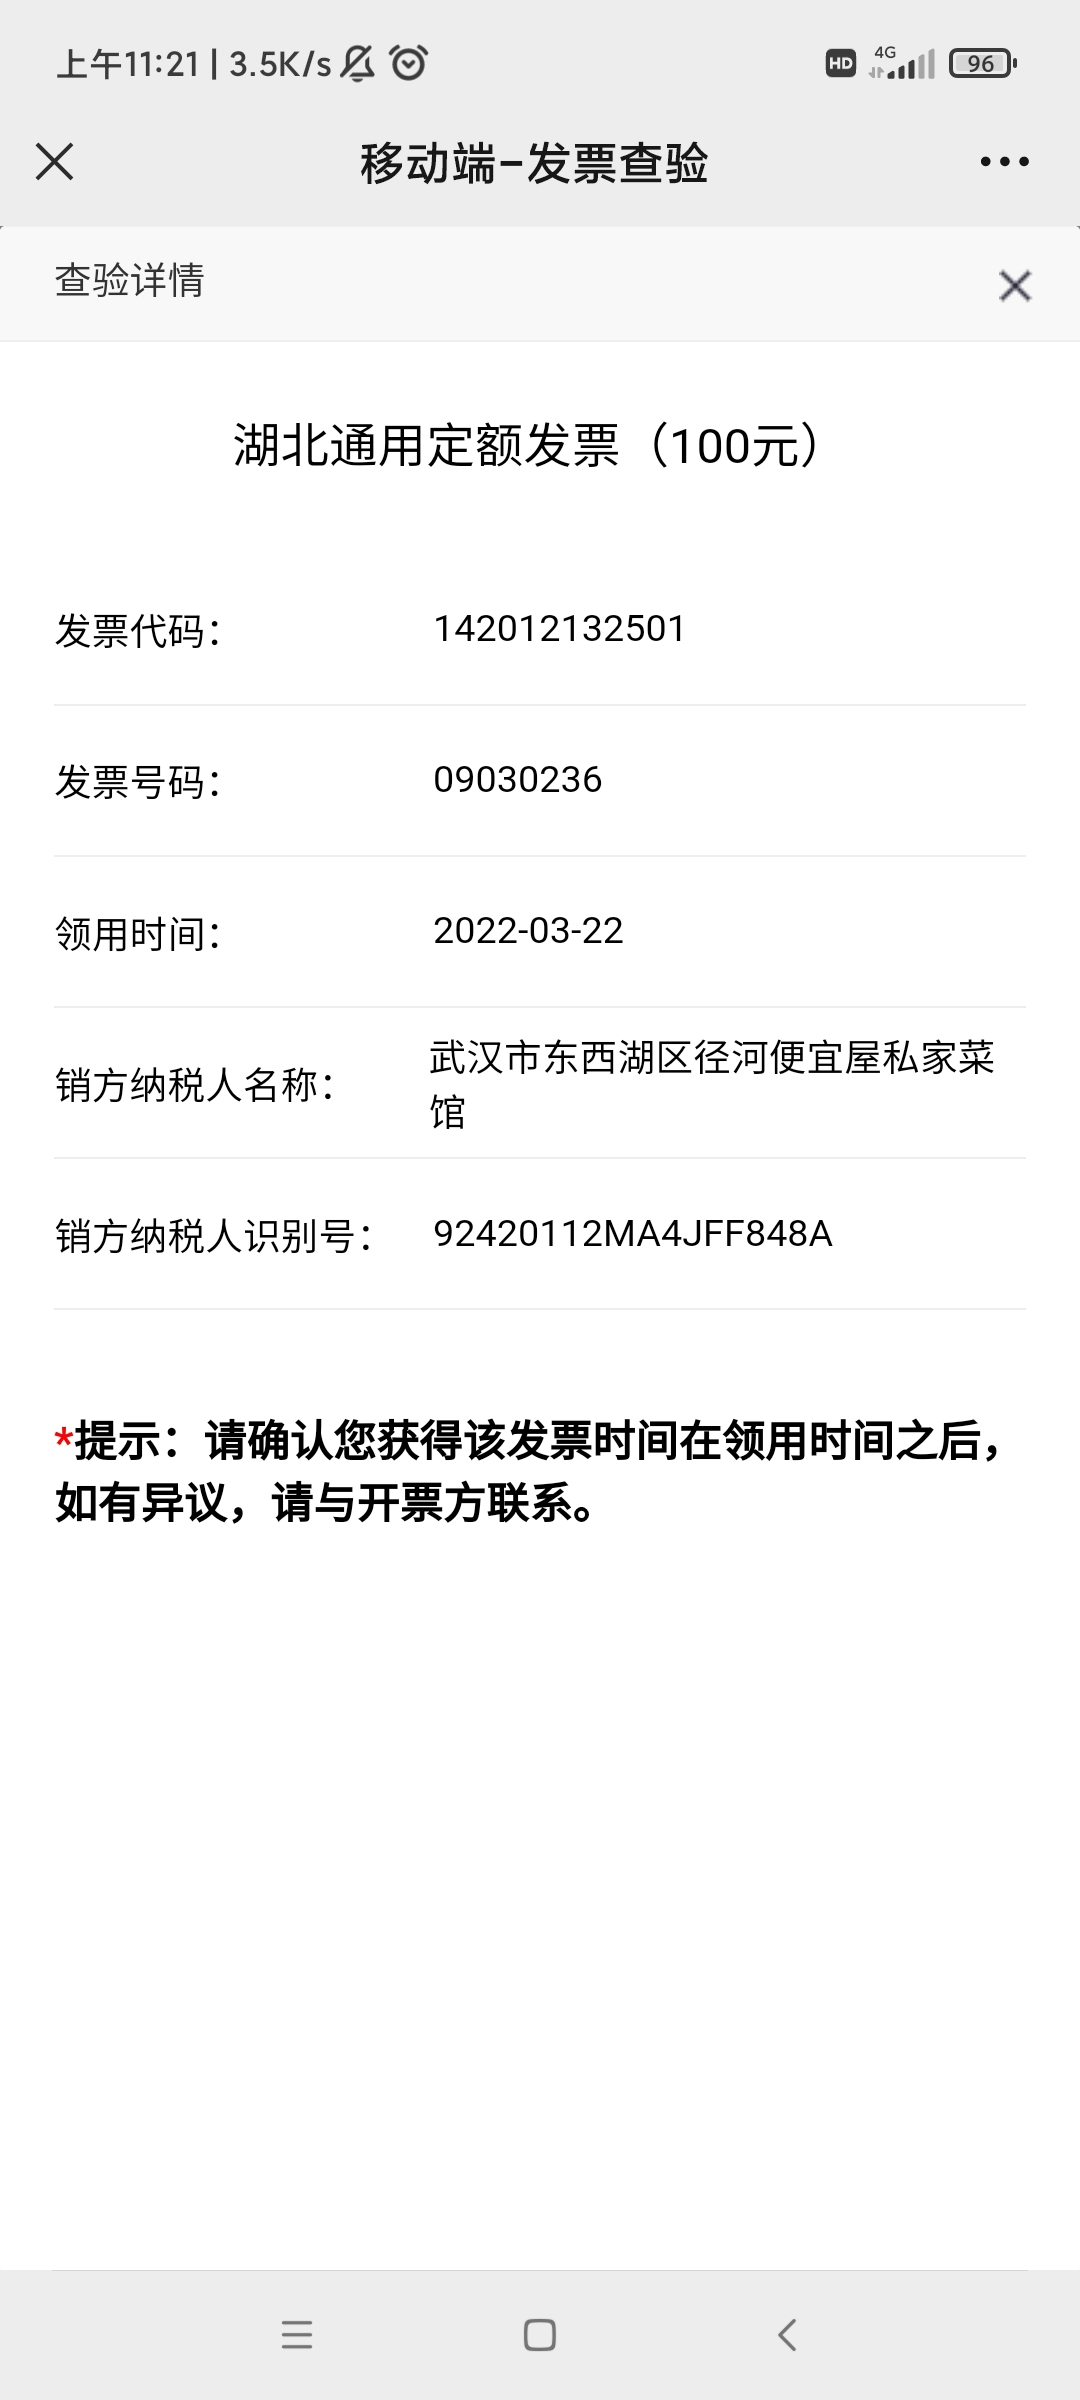 上午11:21 | 3.5K/s
HD 4G 96
移动端-发票查验
查验详情
湖北通用定额发票（100元）
发票代码： 142012132501
发票号码： 09030236
领用时间： 2022-03-22
销方纳税人名称： 武汉市东西湖区径河便宜屋私家菜
馆
销方纳税人识别号： 92420112MA4JFF848A
*提示：请确认您获得该发票时间在领用时间之后，
如有异议，请与开票方联系。